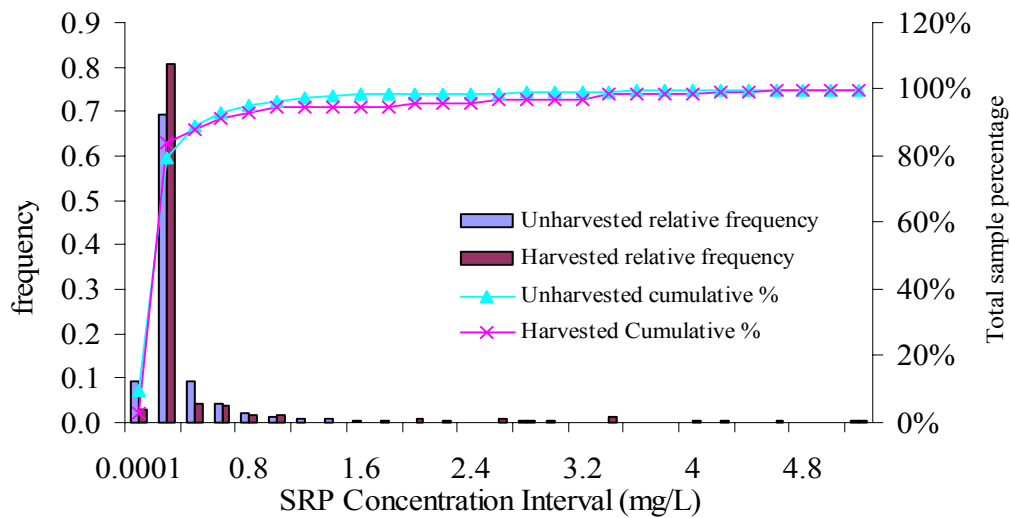 0.9
0.8
0.7
0.6
0.5
0.4
0.3
0.2
0.1
0.0
frequency
120%
100%
80%
60%
40%
20%
0%
Total sample percentage
Unharvested relative frequency
Harvested relative frequency
Unharvested cumulative %
Harvested Cumulative %
0.0001 0.8 1.6 2.4 3.2 4 4.8
SRP Concentration Interval (mg/L)